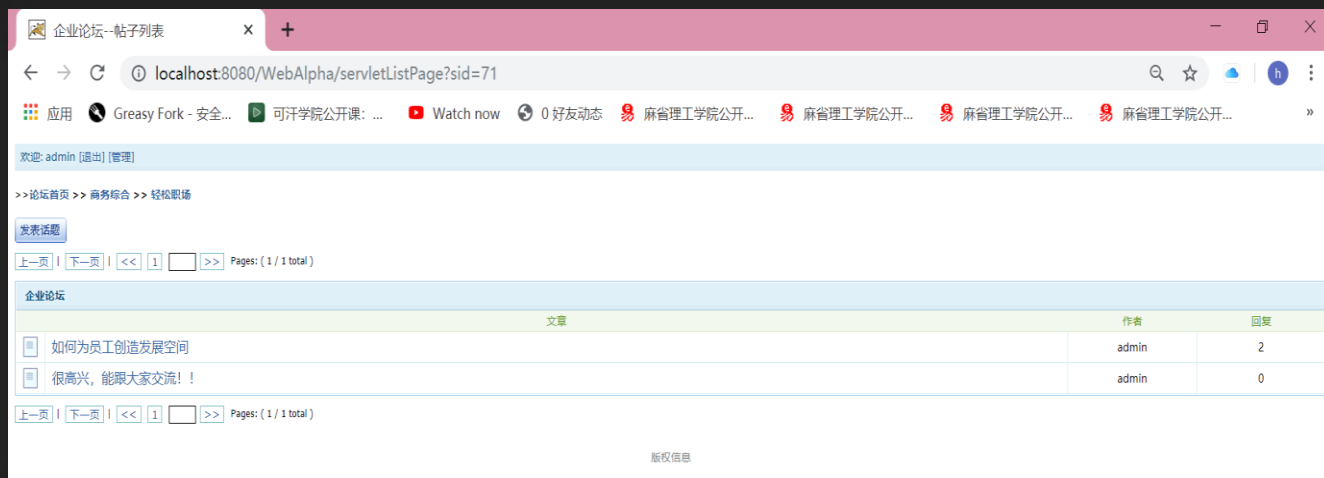 企业论坛--帖子列表
localhost:8080/WebAlpha/servletListPage?sid=71
h
应用 Greasy Fork - 安全... 可汗学院公开课: ... Watch now 0 好友动态 麻省理工学院公开... 麻省理工学院公开... 麻省理工学院公开... 麻省理工学院公开... »
欢迎: admin [退出] [管理]
>>论坛首页 >> 商务综合 >> 轻松职场
发表话题
上一页 | 下一页 | << 1 >> Pages: ( 1 / 1 total )
企业论坛
文章 作者 回复
如何为员工创造发展空间 admin 2
很高兴，能跟大家交流！！ admin 0
上一页 | 下一页 | << 1 >> Pages: ( 1 / 1 total )
版权信息